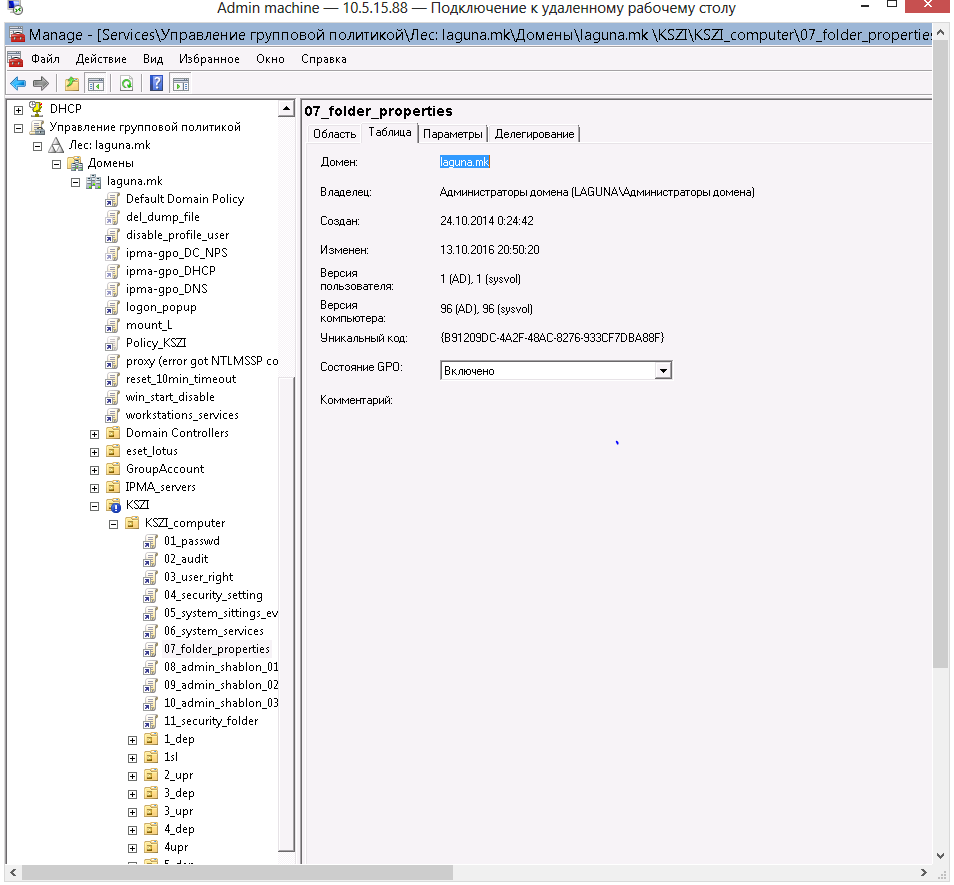 Admin machine — 10.5.15.88 — Подключение к удаленному рабочему столу
Manage - [Services\Управление групповой политикой\Лес: laguna.mk\Домены\laguna.mk \KSZI\KSZI_computer\07_folder_properties
Файл Действие Вид Избранное Окно Справка
DHCP
Управление групповой политикой
Лес: laguna.mk
Домены
laguna.mk
Default Domain Policy
del_dump_file
disable_profile_user
ipma-gpo_DC_NPS
ipma-gpo_DHCP
ipma-gpo_DNS
logon_popup
mount_L
Policy_KSZI
proxy (error got NTLMSSP co
reset_10min_timeout
win_start_disable
workstations_services
Domain Controllers
eset_lotus
GroupAccount
IPMA_servers
KSZI
KSZI_computer
01_passwd
02_audit
03_user_right
04_security_setting
05_system_sittings_ev
06_system_services
07_folder_properties
08_admin_shablon_01
09_admin_shablon_02
10_admin_shablon_03
11_security_folder
1_dep
1sl
2_upr
3_dep
3_upr
4_dep
4upr
5_dep
07_folder_properties
Область Таблица Параметры Делегирование
Домен: laguna.mk
Владелец: Администраторы домена (LAGUNA\Администраторы домена)
Создан: 24.10.2014 0:24:42
Изменен: 13.10.2016 20:50:20
Версия
пользователя: 1 (AD), 1 (sysvol)
Версия
компьютера: 96 (AD), 96 (sysvol)
Уникальный код: {B91209DC-4A2F-48AC-8276-933CF7DBA88F}
Состояние GPO: Включено
Комментарий: